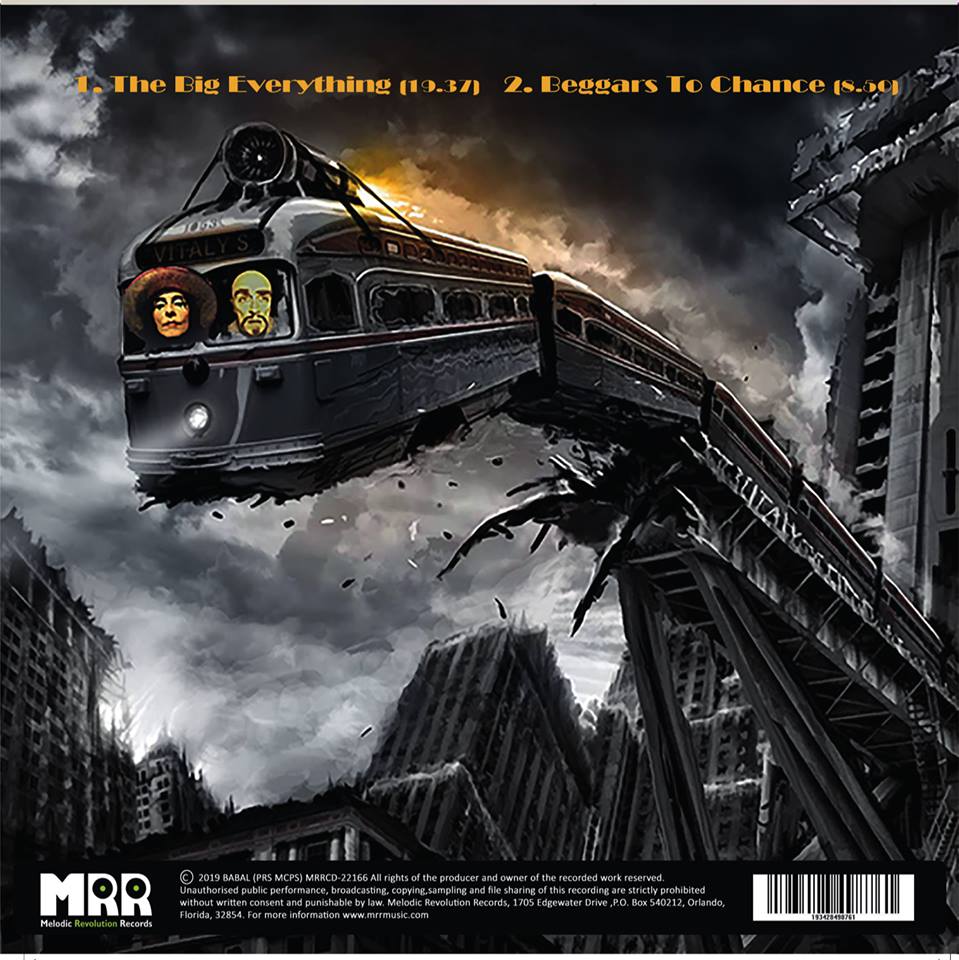 1. The Big Everything (19.37) 2. Beggars To Chance (8.50)
VITALY'S
MRR
Melodic Revolution Records
© 2019 BABAL (PRS MCPS) MRRCD-22166 All rights of the producer and owner of the recorded work reserved.
Unauthorised public performance, broadcasting, copying,sampling and file sharing of this recording are strictly prohibited
without written consent and punishable by law. Melodic Revolution Records, 1705 Edgewater Drive ,P.O. Box 540212, Orlando,
Florida, 32854. For more information www.mrrmusic.com
193428498761